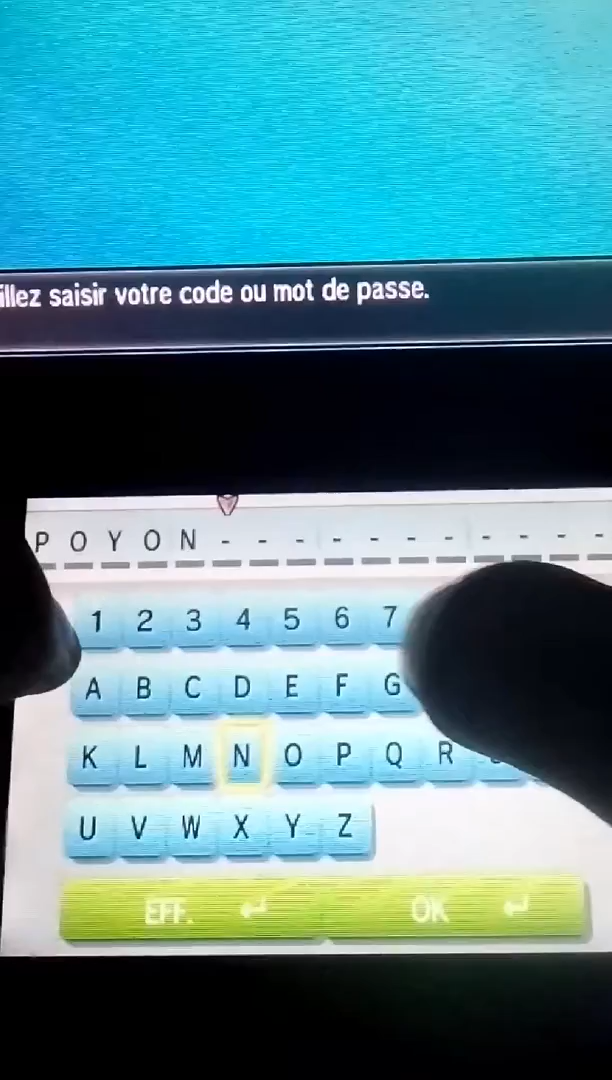 illez saisir votre code ou mot de passe.
P O Y O N - - - - - - - - - - -
1 2 3 4 5 6 7
A B C D E F G
K L M N O P Q R
U V W X Y Z
EFF. OK